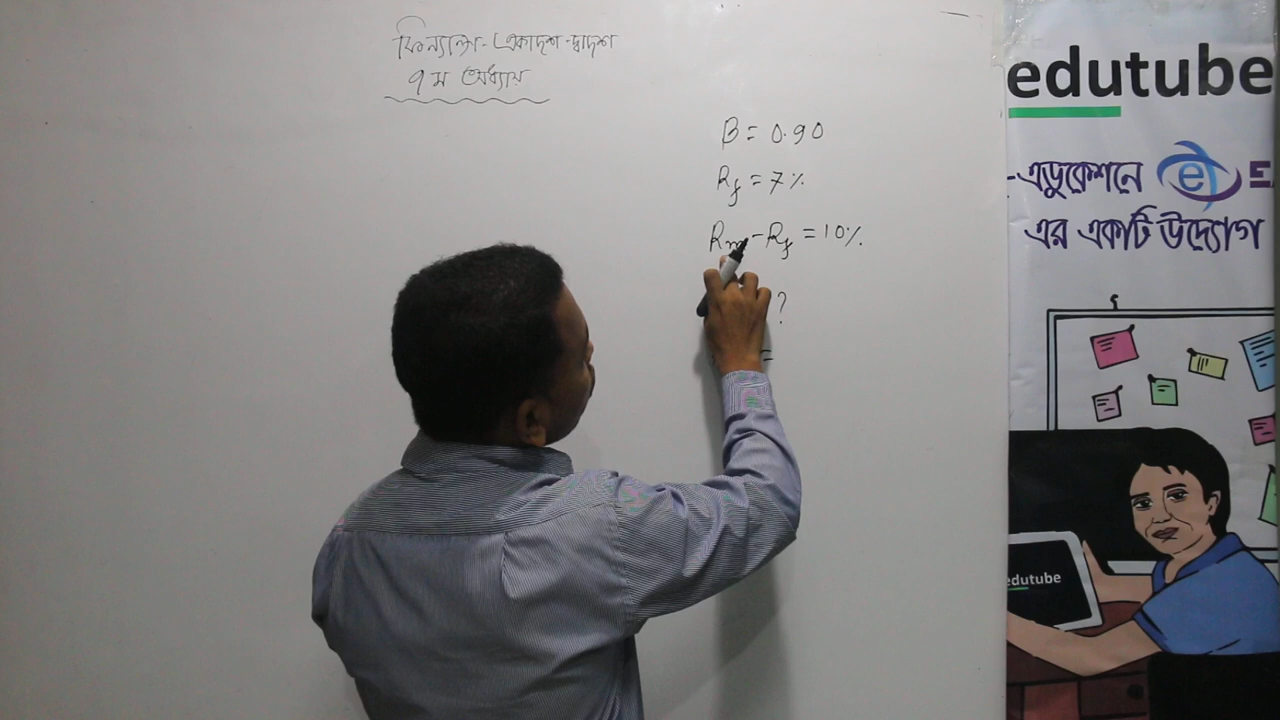 ফিন্যান্স-একাদশ-দ্বাদশ
৭ম অধ্যায়
B = 0.90
Rf = 7%
Rm - Rf = 10%
?
=
edutube
-এডুকেশনে e E
এর একটি উদ্যোগ
edutube